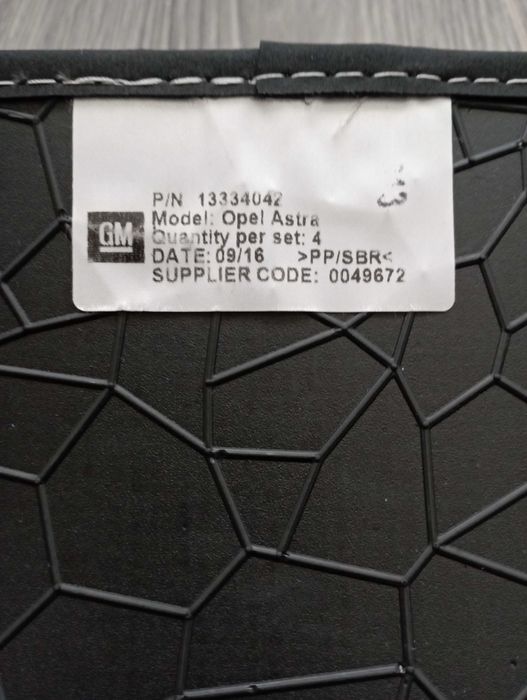 P/N 13334042
Model: Opel Astra
GM
Quantity per set: 4
DATE: 09/16 >PP/SBR<
SUPPLIER CODE: 0049672